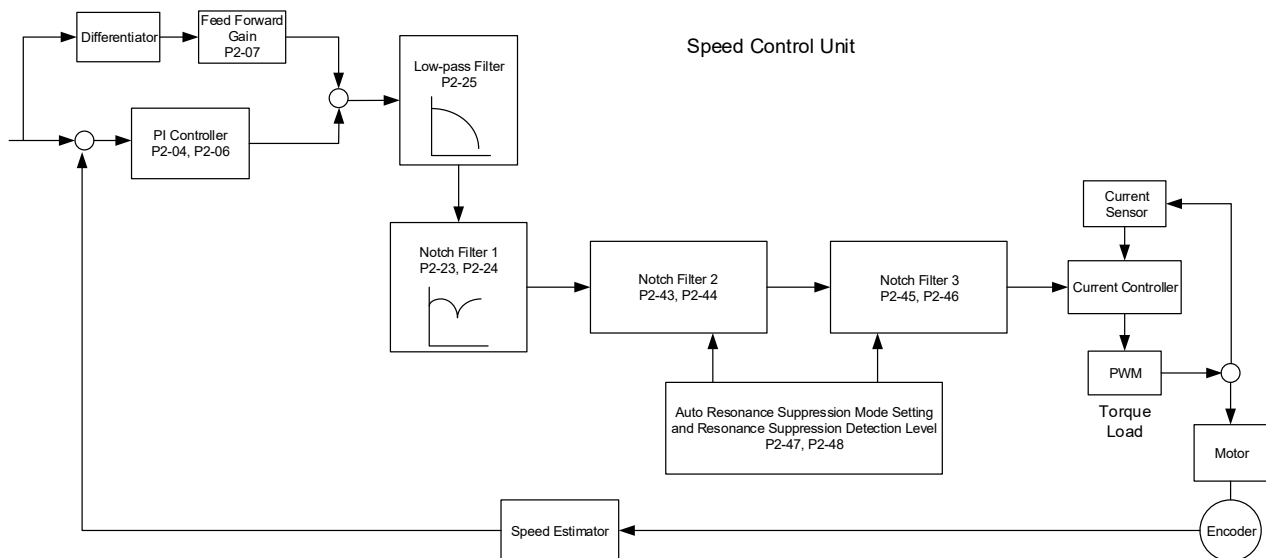 Differentiator
Feed Forward
Gain
P2-07
Speed Control Unit
Low-pass Filter
P2-25
PI Controller
P2-04, P2-06
Current
Sensor
Notch Filter 1
P2-23, P2-24
Notch Filter 2
P2-43, P2-44
Notch Filter 3
P2-45, P2-46
Current Controller
PWM
Torque
Load
Auto Resonance Suppression Mode Setting
and Resonance Suppression Detection Level
P2-47, P2-48
Motor
Speed Estimator
Encoder